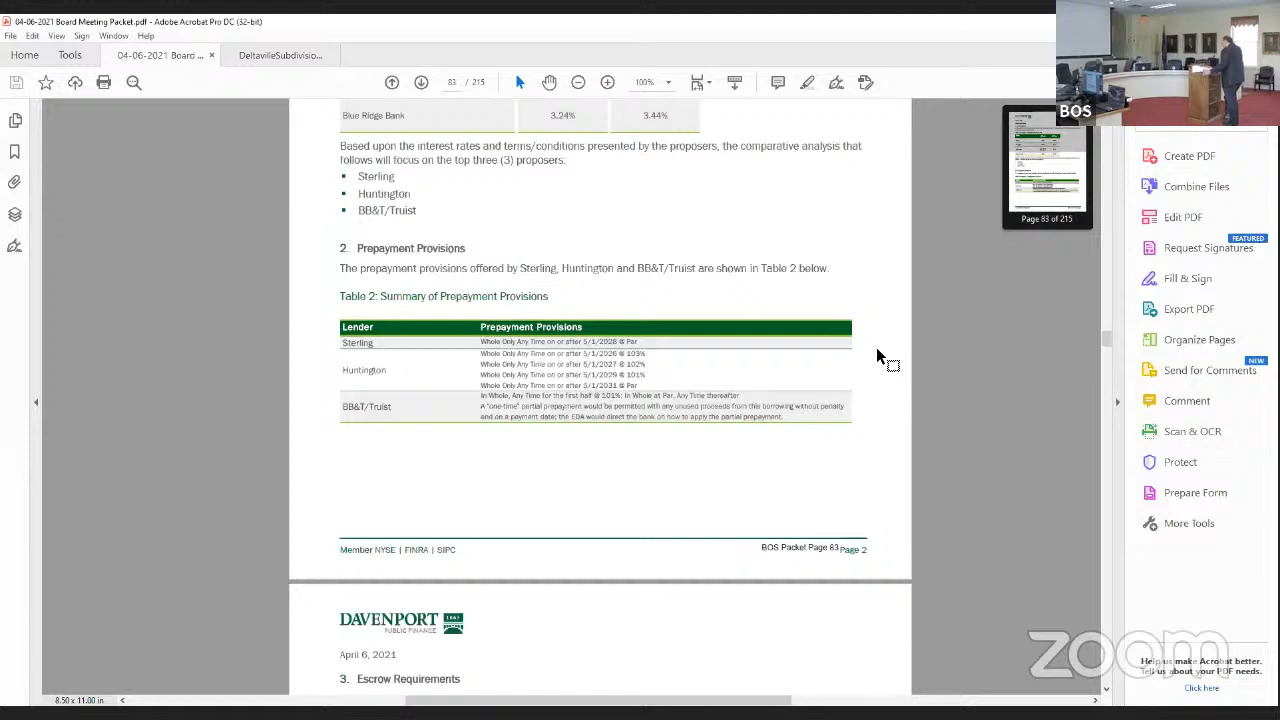 04-06-2021 Board Meeting Packet.pdf - Adobe Acrobat Pro DC (32-bit)
File Edit View Sign Window Help
Home Tools 04-06-2021 Board ... × DeltavilleSubdivisio...
83 / 215 100%
BOS
Blue Ridge Bank 3.24% 3.44%
Based upon the interest rates and terms/conditions presented by the proposers, the comparative analysis that
follows will focus on the top three (3) proposers.
▪ Sterling
▪ Huntington
▪ BB&T/Truist
2. Prepayment Provisions
The prepayment provisions offered by Sterling, Huntington and BB&T/Truist are shown in Table 2 below.
Table 2: Summary of Prepayment Provisions
Lender Prepayment Provisions
Sterling Whole Only Any Time on or after 5/1/2028 @ Par
Huntington
Whole Only Any Time on or after 5/1/2026 @ 103%
Whole Only Any Time on or after 5/1/2027 @ 102%
Whole Only Any Time on or after 5/1/2029 @ 101%
Whole Only Any Time on or after 5/1/2031 @ Par
BB&T/Truist
In Whole, Any Time for the first half @ 101%; In Whole at Par, Any Time thereafter
A "one-time" partial prepayment would be permitted with any unused proceeds from this borrowing without penalty
and on a payment date; the EDA would direct the bank on how to apply the partial prepayment.
Member NYSE | FINRA | SIPC BOS Packet Page 83 Page 2
DAVENPORT
PUBLIC FINANCE
1863
April 6, 2021
3. Escrow Requirements
8.50 x 11.00 in
Page 83 of 215
Create PDF
Combine Files
Edit PDF
FEATURED
Request Signatures
Fill & Sign
Export PDF
Organize Pages
NEW
Send for Comments
Comment
Scan & OCR
Protect
Prepare Form
More Tools
Help us make Acrobat better.
Tell us about your PDF needs.
Click here
zoom